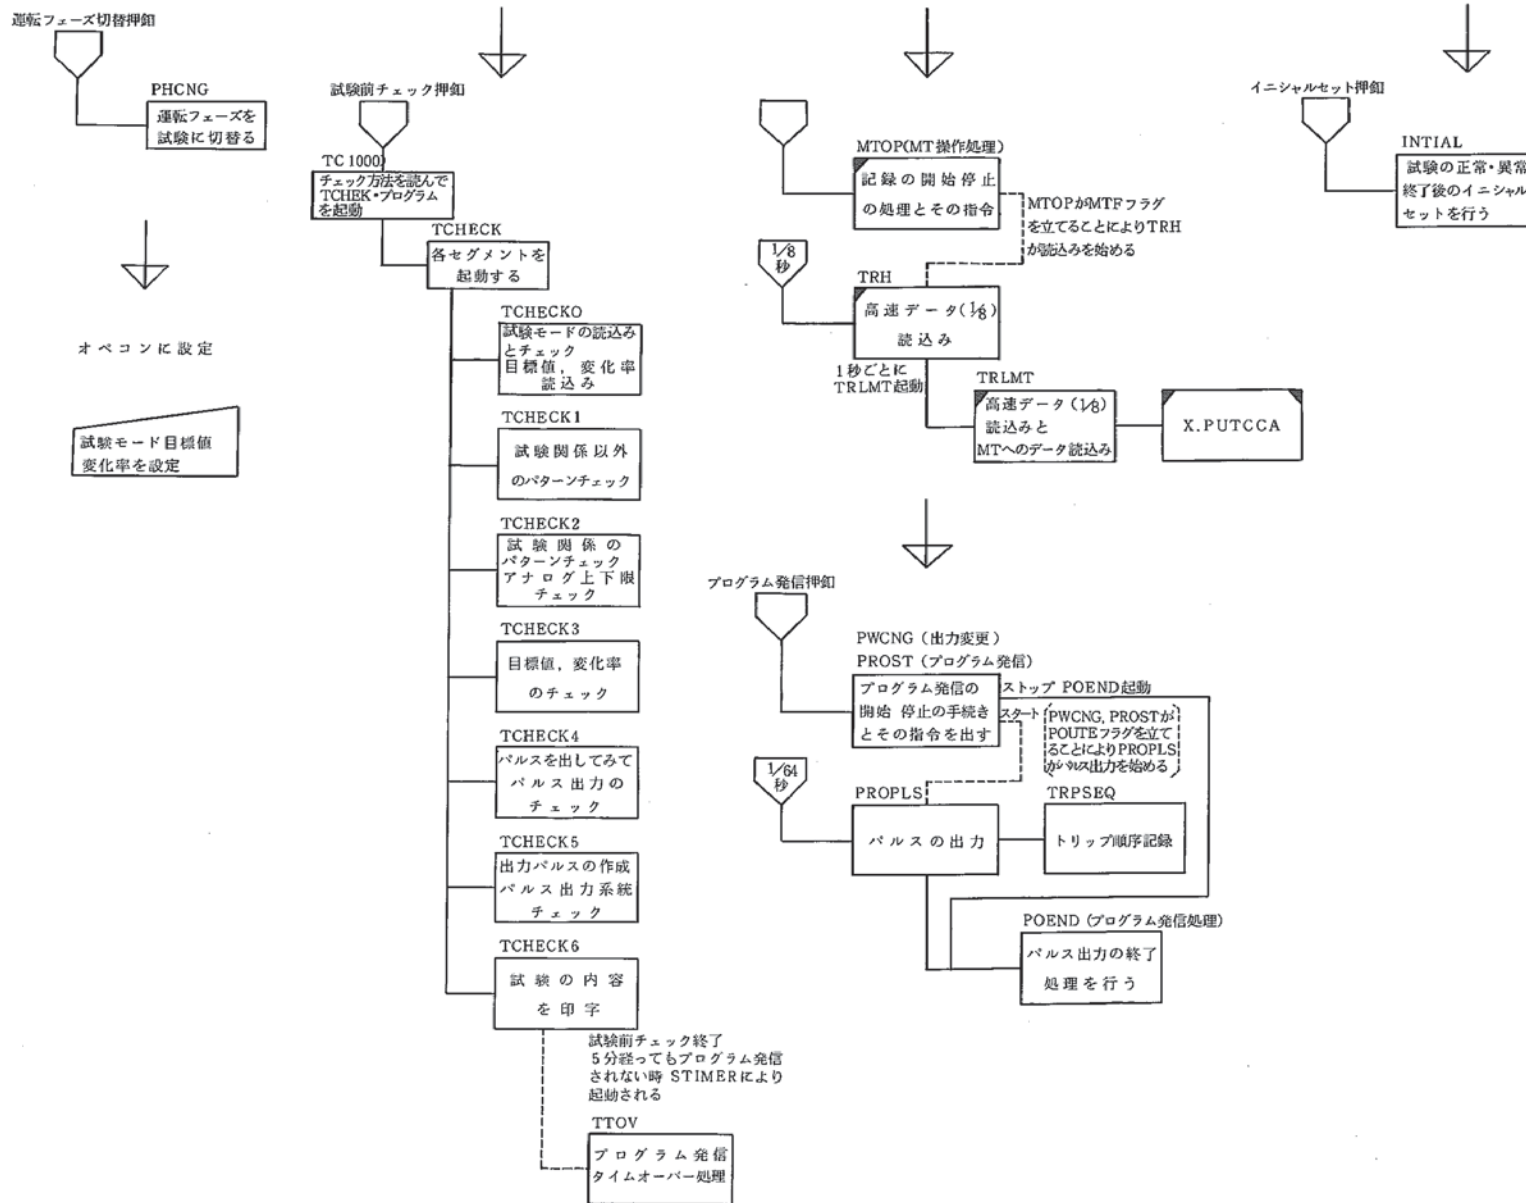 運転フェーズ切替押釦
PHCNG
運転フェーズを
試験に切替る
オペコンに設定
試験モード目標値
変化率を設定
試験前チェック押釦
TC1000
チェック方法を読んで
TCHEK・プログラム
を起動
TCHECK
各セグメントを
起動する
TCHECKO
試験モードの読込み
とチェック
目標値，変化率
読込み
TCHECK1
試験関係以外
のパターンチェック
TCHECK2
試験関係の
パターンチェック
アナログ上下限
チェック
TCHECK3
目標値，変化率
のチェック
TCHECK4
パルスを出してみて
パルス出力の
チェック
TCHECK5
出力パルスの作成
パルス出力系統
チェック
TCHECK6
試験の内容
を印字
試験前チェック終了
5分経ってもプログラム発信
されない時 STIMERにより
起動される
TTOV
プログラム発信
タイムオーバー処理
MTOP(MT操作処理)
記録の開始停止
の処理とその指令
MTOPがMTFフラグ
を立てることによりTRH
が読込みを始める
1/8
秒
TRH
高速データ(1/8)
読込み
1秒ごとに
TRLMT起動
TRLMT
高速データ(1/8)
読込みと
MTへのデータ読込み
X.PUTCCA
プログラム発信押釦
PWCNG（出力変更）
PROST（プログラム発信）
プログラム発信の
開始 停止の手続き
とその指令を出す
ストップ POEND起動
スタート
PWCNG, PROSTが
POUTEフラグを立て
ることによりPROPLS
がパルス出力を始める
1/64
秒
PROPLS
パルスの出力
TRPSEQ
トリップ順序記録
POEND（プログラム発信処理）
パルス出力の終了
処理を行う
イニシャルセット押釦
INTIAL
試験の正常・異常
終了後のイニシャル
セットを行う